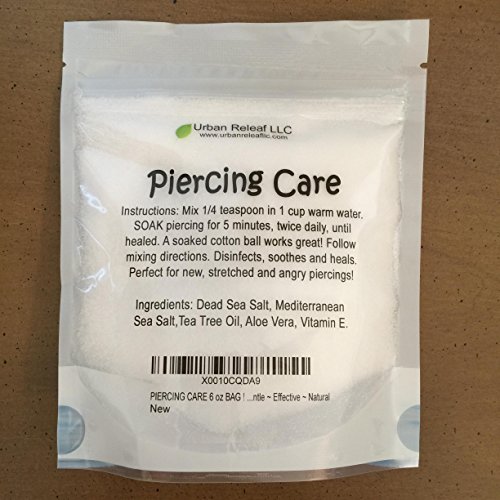 Urban Releaf LLC
www.urbanreleafllc.com
Piercing Care
Instructions: Mix 1/4 teaspoon in 1 cup warm water.
SOAK piercing for 5 minutes, twice daily, until
healed. A soaked cotton ball works great! Follow
mixing directions. Disinfects, soothes and heals.
Perfect for new, stretched and angry piercings!
Ingredients: Dead Sea Salt, Mediterranean
Sea Salt,Tea Tree Oil, Aloe Vera, Vitamin E.
X0010CQDA9
PIERCING CARE 6 oz BAG ! ...ntle ~ Effective ~ Natural
New